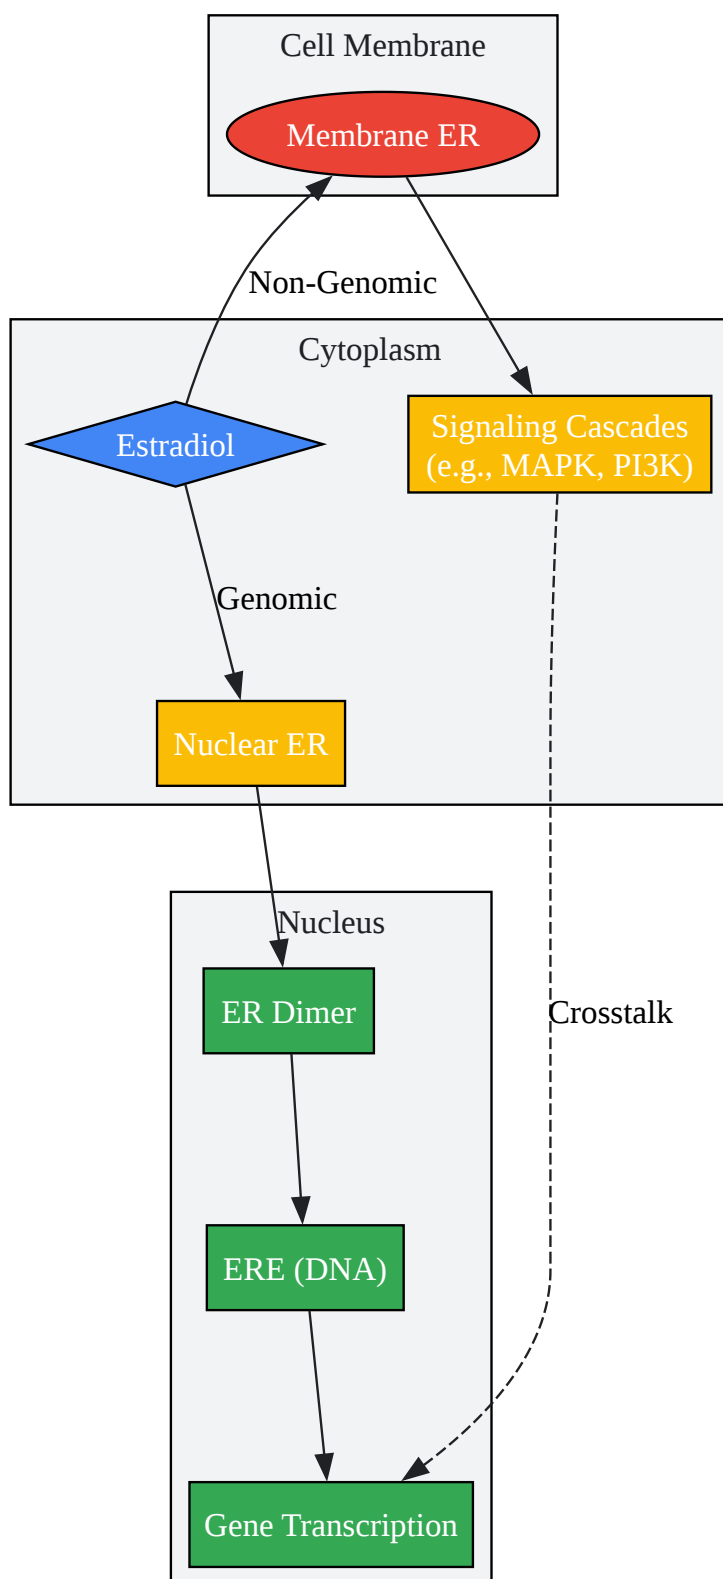 Cell Membrane
Membrane ER
Non-Genomic
Cytoplasm
Estradiol
Signaling Cascades
(e.g., MAPK, PI3K)
Genomic
Nuclear ER
Nucleus
ER Dimer
Crosstalk
ERE (DNA)
Gene Transcription